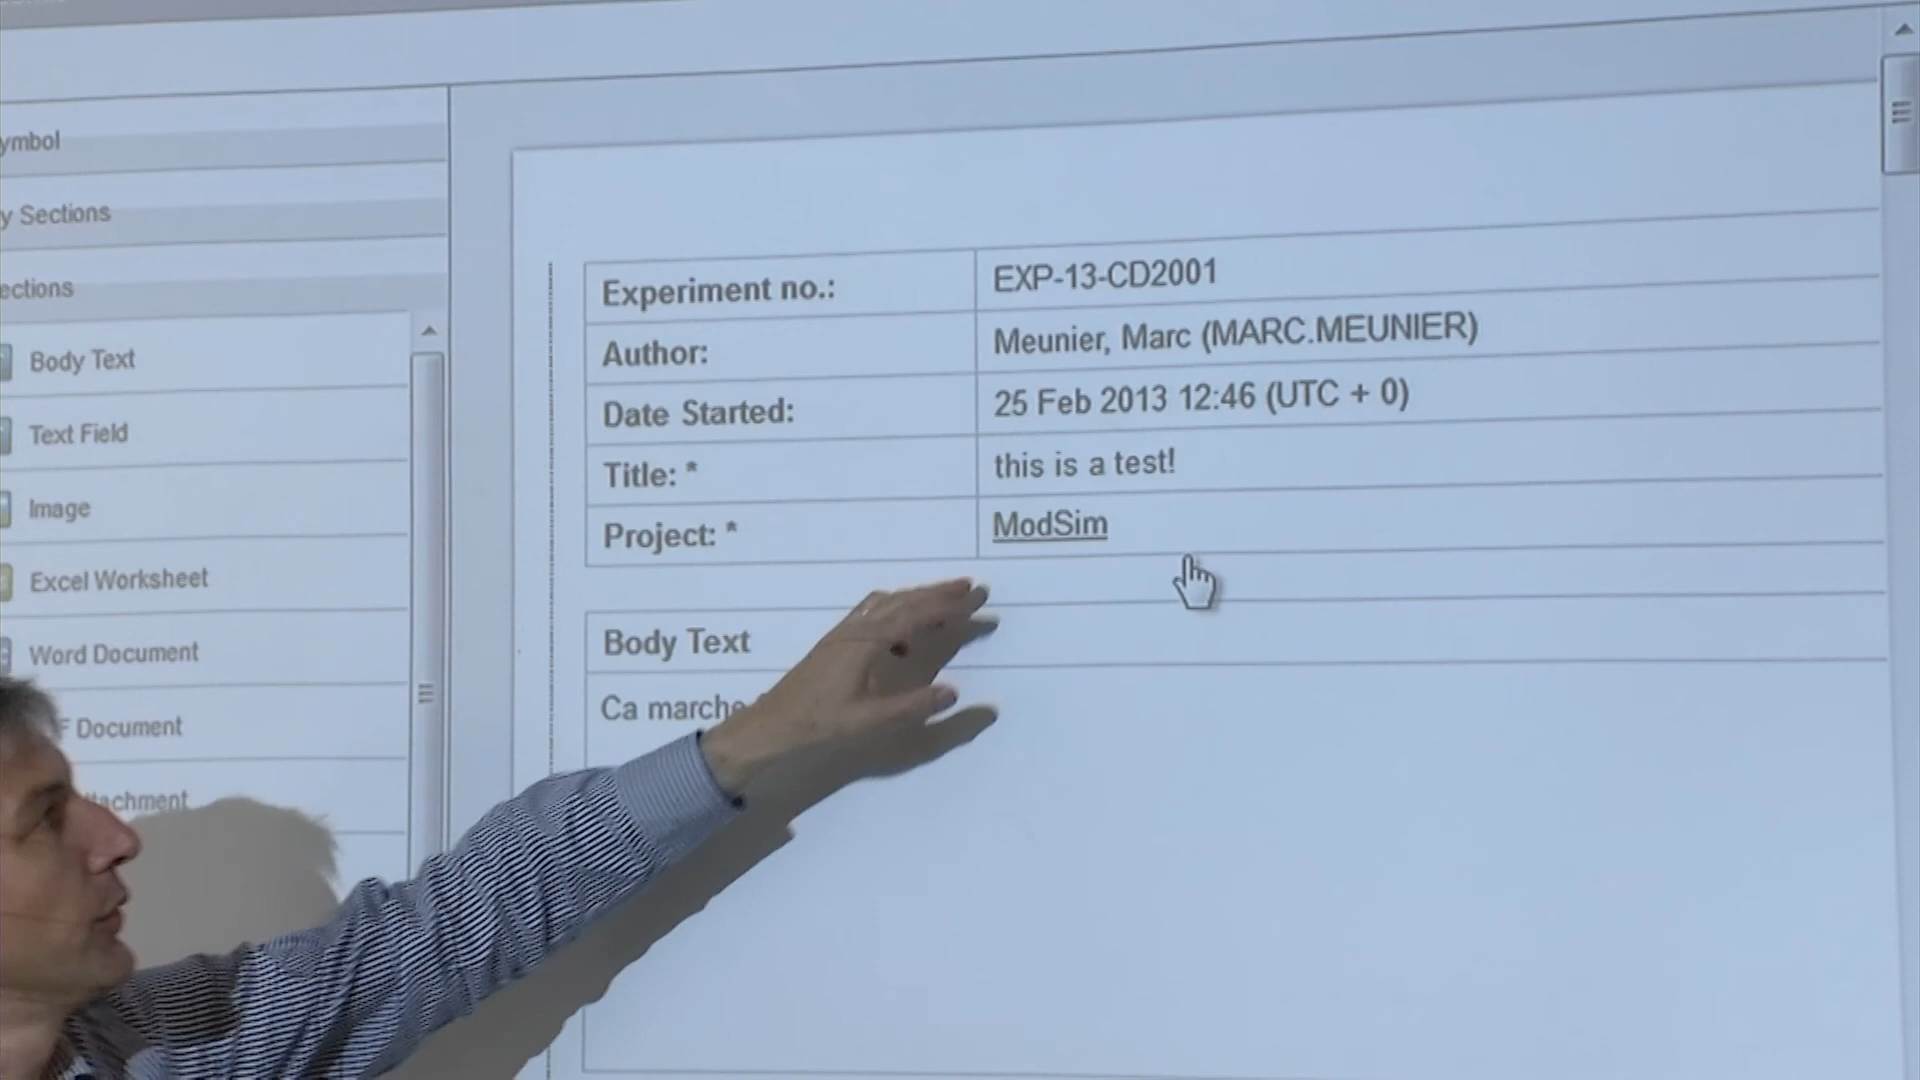 ymbol
y Sections
ections
Body Text
Text Field
Image
Excel Worksheet
Word Document
F Document
tachment
Experiment no.: EXP-13-CD2001
Author: Meunier, Marc (MARC.MEUNIER)
Date Started: 25 Feb 2013 12:46 (UTC + 0)
Title: * this is a test!
Project: * ModSim
Body Text
Ca marche